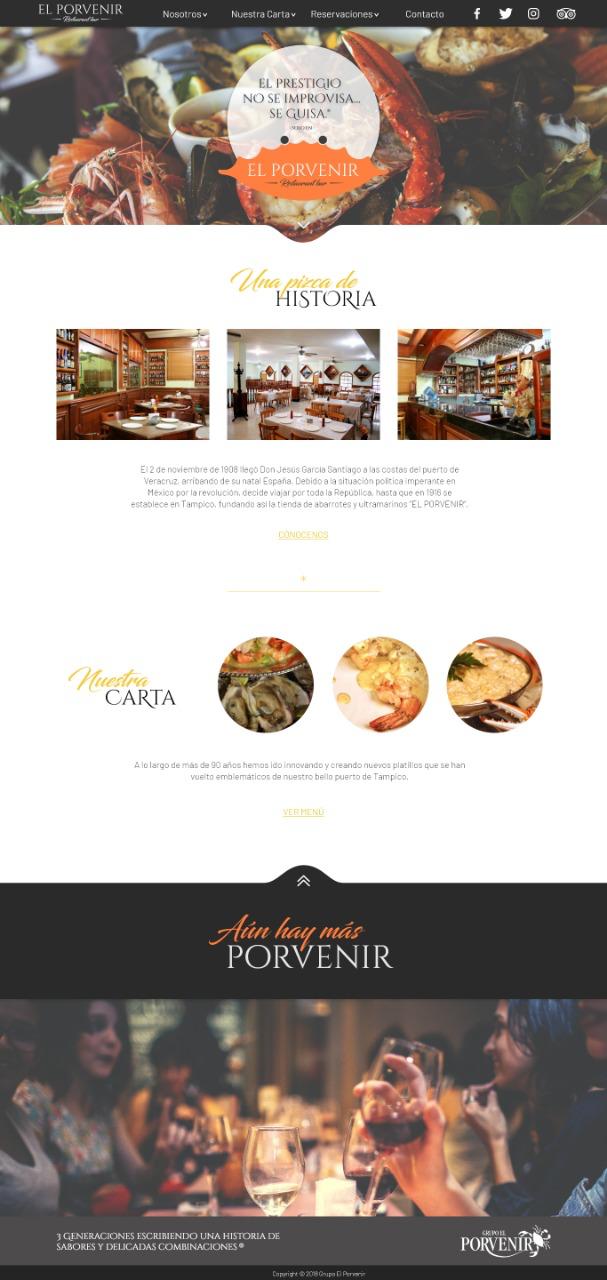 EL PORVENIR
Restaurant bar
Nosotros
Nuestra Carta
Reservaciones
Contacto
EL PRESTIGIO
NO SE IMPROVISA...
SE GUISA.®
EL PORVENIR
Restaurant bar
Una pizca de
HISTORIA
El 2 de noviembre de 1908 llegó Don Jesús García Santiago a las costas del puerto de
Veracruz, arribando de su natal España. Debido a la situación política imperante en
México por la revolución, decide viajar por toda la República, hasta que en 1916 se
establece en Tampico, fundando así la tienda de abarrotes y ultramarinos "EL PORVENIR".
CÓNOCENOS
*
Nuestra
CARTA
A lo largo de más de 90 años hemos ido innovando y creando nuevos platillos que se han
vuelto emblemáticos de nuestro bello puerto de Tampico.
VER MENÚ
Aún hay más
PORVENIR
3 GENERACIONES ESCRIBIENDO UNA HISTORIA DE
SABORES Y DELICADAS COMBINACIONES ®
GRUPO EL
PORVENIR
Copyright © 2018 Grupo El Porvenir